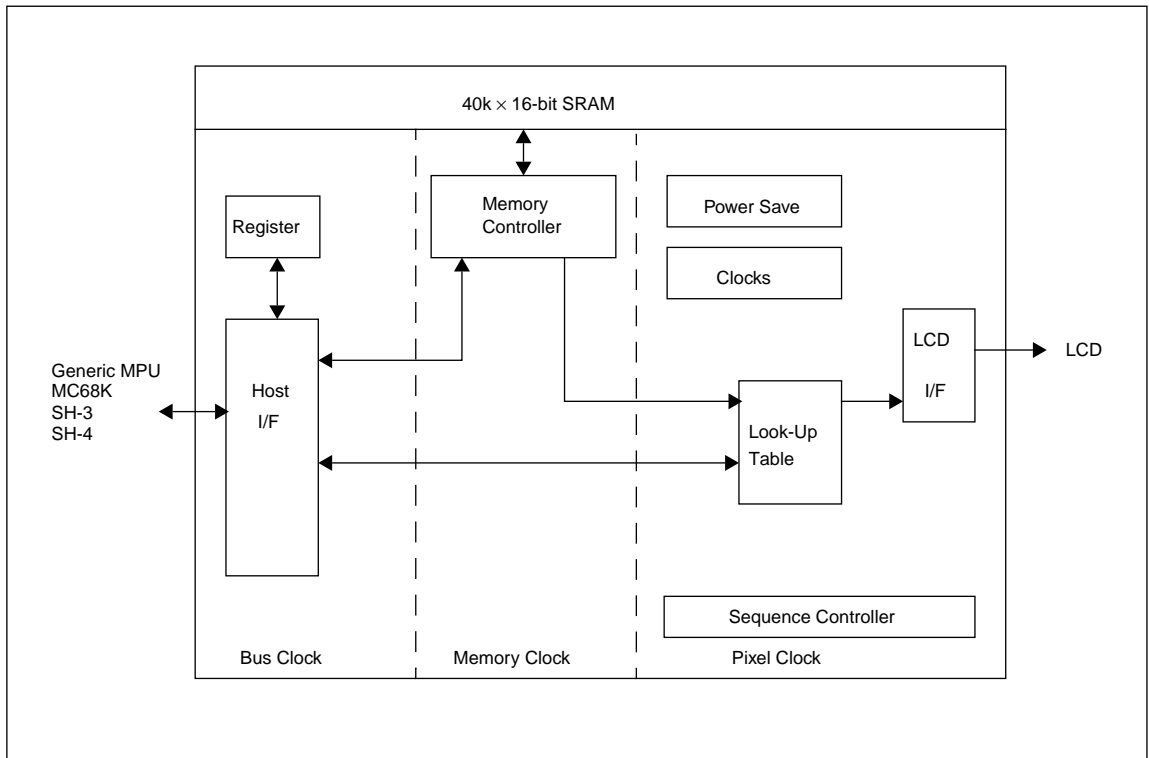 40k × 16-bit SRAM
Memory
Controller
Power Save
Register
Clocks
LCD
I/F
LCD
Generic MPU
MC68K
SH-3
SH-4
Host
I/F
Look-Up
Table
Sequence Controller
Bus Clock
Memory Clock
Pixel Clock